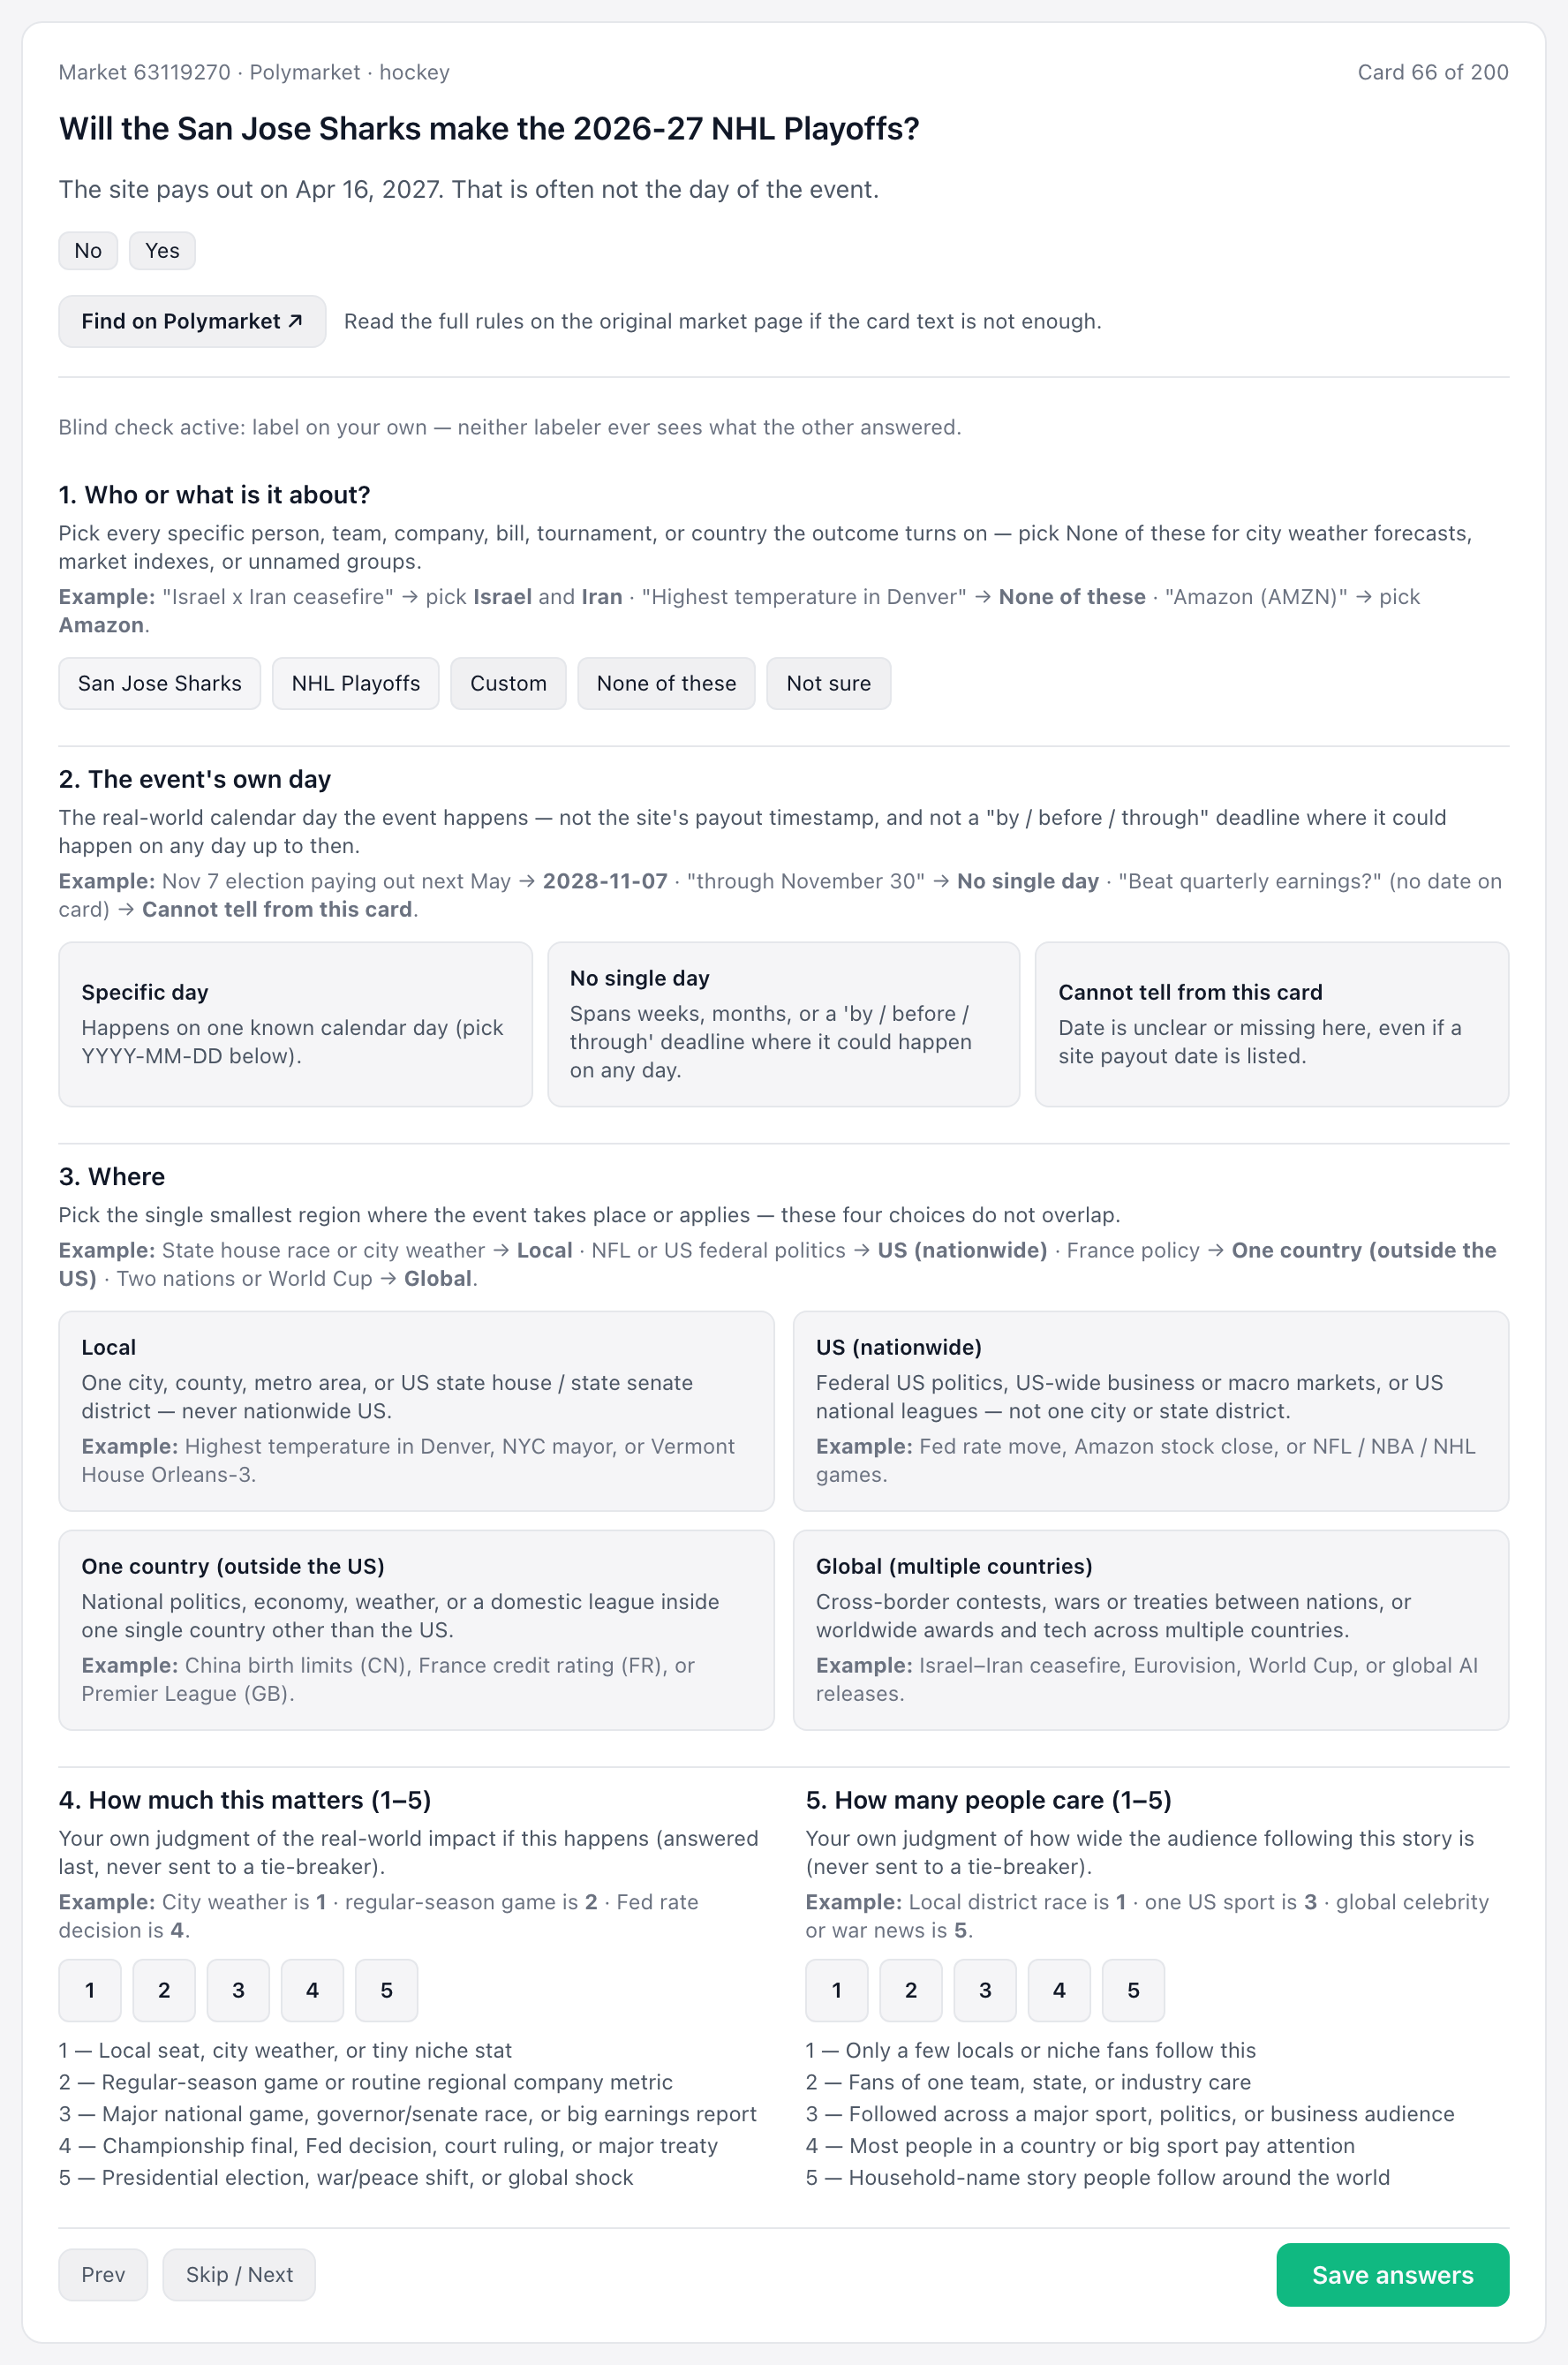 Market 63119270 · Polymarket · hockey
Card 66 of 200
Will the San Jose Sharks make the 2026-27 NHL Playoffs?
The site pays out on Apr 16, 2027. That is often not the day of the event.
No
Yes
Find on Polymarket ↗
Read the full rules on the original market page if the card text is not enough.
Blind check active: label on your own — neither labeler ever sees what the other answered.
1. Who or what is it about?
Pick every specific person, team, company, bill, tournament, or country the outcome turns on — pick None of these for city weather forecasts,
market indexes, or unnamed groups.
Example: "Israel x Iran ceasefire" → pick Israel and Iran · "Highest temperature in Denver" → None of these · "Amazon (AMZN)" → pick
Amazon.
San Jose Sharks
NHL Playoffs
Custom
None of these
Not sure
2. The event's own day
The real-world calendar day the event happens — not the site's payout timestamp, and not a "by / before / through" deadline where it could
happen on any day up to then.
Example: Nov 7 election paying out next May → 2028-11-07 · "through November 30" → No single day · "Beat quarterly earnings?" (no date on
card) → Cannot tell from this card.
Specific day
Happens on one known calendar day (pick
YYYY-MM-DD below).
No single day
Spans weeks, months, or a 'by / before /
through' deadline where it could happen
on any day.
Cannot tell from this card
Date is unclear or missing here, even if a
site payout date is listed.
3. Where
Pick the single smallest region where the event takes place or applies — these four choices do not overlap.
Example: State house race or city weather → Local · NFL or US federal politics → US (nationwide) · France policy → One country (outside the
US) · Two nations or World Cup → Global.
Local
One city, county, metro area, or US state house / state senate
district — never nationwide US.
Example: Highest temperature in Denver, NYC mayor, or Vermont
House Orleans-3.
US (nationwide)
Federal US politics, US-wide business or macro markets, or US
national leagues — not one city or state district.
Example: Fed rate move, Amazon stock close, or NFL / NBA / NHL
games.
One country (outside the US)
National politics, economy, weather, or a domestic league inside
one single country other than the US.
Example: China birth limits (CN), France credit rating (FR), or
Premier League (GB).
Global (multiple countries)
Cross-border contests, wars or treaties between nations, or
worldwide awards and tech across multiple countries.
Example: Israel–Iran ceasefire, Eurovision, World Cup, or global AI
releases.
4. How much this matters (1–5)
Your own judgment of the real-world impact if this happens (answered
last, never sent to a tie-breaker).
Example: City weather is 1 · regular-season game is 2 · Fed rate
decision is 4.
1
2
3
4
5
1 — Local seat, city weather, or tiny niche stat
2 — Regular-season game or routine regional company metric
3 — Major national game, governor/senate race, or big earnings report
4 — Championship final, Fed decision, court ruling, or major treaty
5 — Presidential election, war/peace shift, or global shock
5. How many people care (1–5)
Your own judgment of how wide the audience following this story is
(never sent to a tie-breaker).
Example: Local district race is 1 · one US sport is 3 · global celebrity
or war news is 5.
1
2
3
4
5
1 — Only a few locals or niche fans follow this
2 — Fans of one team, state, or industry care
3 — Followed across a major sport, politics, or business audience
4 — Most people in a country or big sport pay attention
5 — Household-name story people follow around the world
Prev
Skip / Next
Save answers